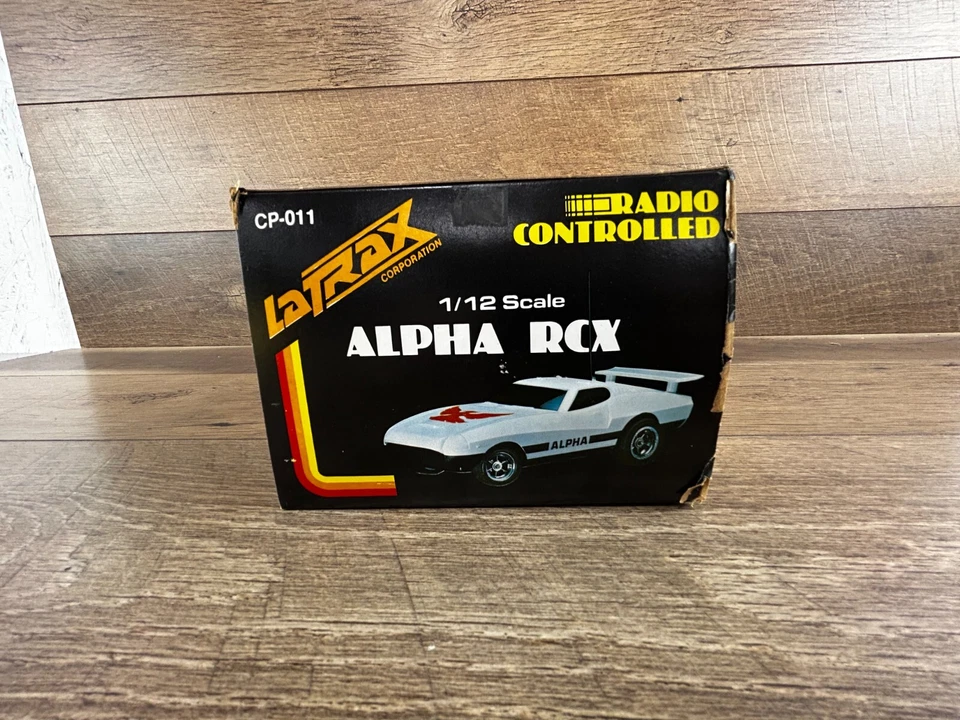 CP-011
LaTRaX
CORPORATION
RADIO
CONTROLLED
1/12 Scale
ALPHA RCX
ALPHA